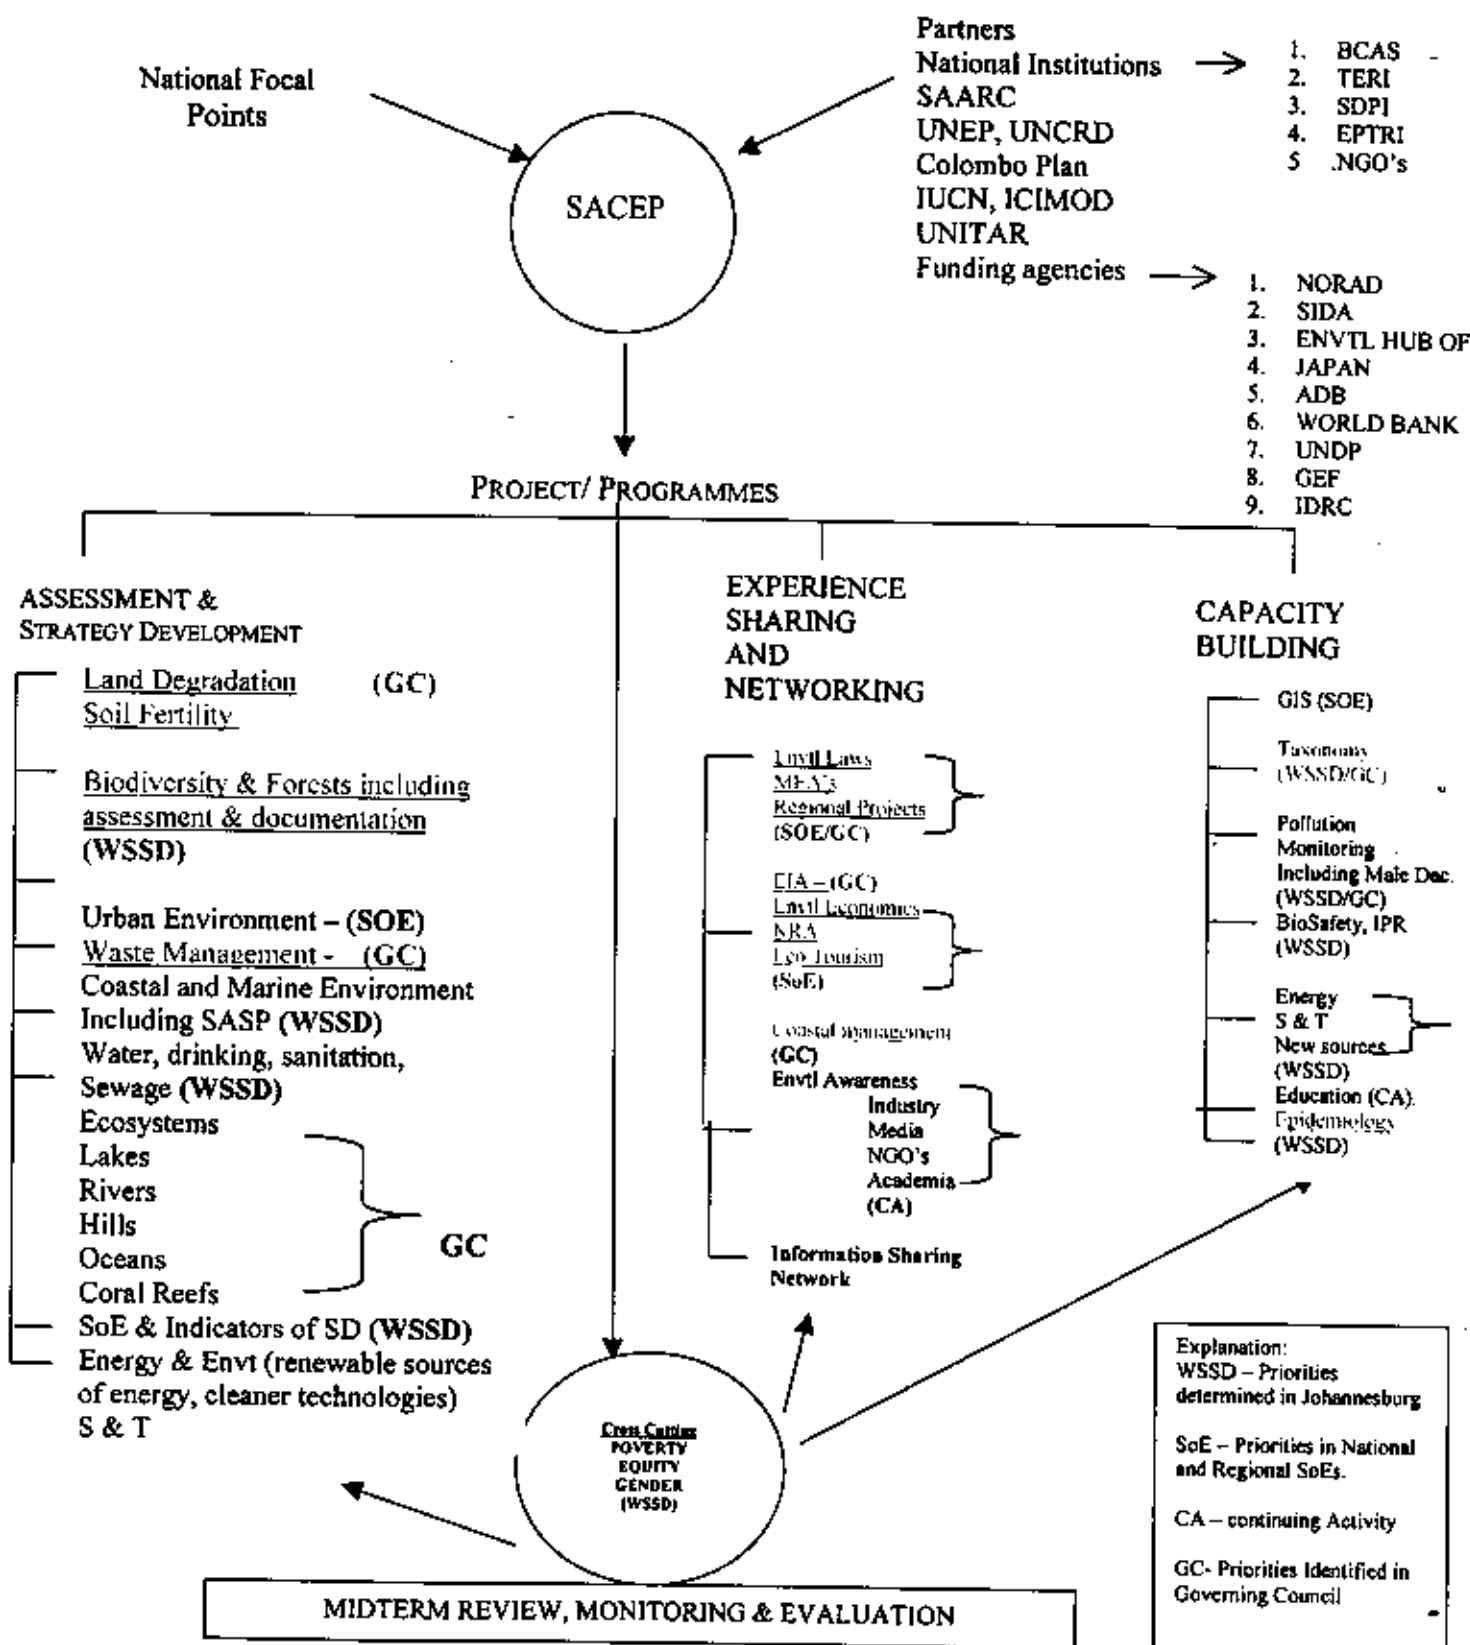 National Focal
Points
SACEP
Partners
National Institutions
SAARC
UNEP, UNCRD
Colombo Plan
IUCN, ICIMOD
UNITAR
Funding agencies
1. BCAS
2. TERI
3. SDPI
4. EPTRI
5 .NGO's
1. NORAD
2. SIDA
3. ENVTL HUB OF
4. JAPAN
5. ADB
6. WORLD BANK
7. UNDP
8. GEF
9. IDRC
PROJECT/ PROGRAMMES
ASSESSMENT &
STRATEGY DEVELOPMENT
Land Degradation (GC)
Soil Fertility
Biodiversity & Forests including
assessment & documentation
(WSSD)
Urban Environment – (SOE)
Waste Management - (GC)
Coastal and Marine Environment
Including SASP (WSSD)
Water, drinking, sanitation,
Sewage (WSSD)
Ecosystems
Lakes
Rivers
Hills
Oceans
Coral Reefs
GC
SoE & Indicators of SD (WSSD)
Energy & Envt (renewable sources
of energy, cleaner technologies)
S & T
EXPERIENCE
SHARING
AND
NETWORKING
Envtl Laws
MEA's
Regional Projects
(SOE/GC)
EIA – (GC)
Envtl Economics
NRA
Eco Tourism
(SoE)
Coastal management
(GC)
Envtl Awareness
Industry
Media
NGO's
Academia
(CA)
Information Sharing
Network
CAPACITY
BUILDING
GIS (SOE)
Taxonomy
(WSSD/GC)
Pollution
Monitoring
Including Male Dec.
(WSSD/GC)
BioSafety, IPR
(WSSD)
Energy
S & T
New sources
(WSSD)
Education (CA).
Epidemiology
(WSSD)
Cross Cutting
POVERTY
EQUITY
GENDER
(WSSD)
MIDTERM REVIEW, MONITORING & EVALUATION
Explanation:
WSSD – Priorities
determined in Johannesburg
SoE – Priorities in National
and Regional SoEs.
CA – continuing Activity
GC- Priorities Identified in
Governing Council